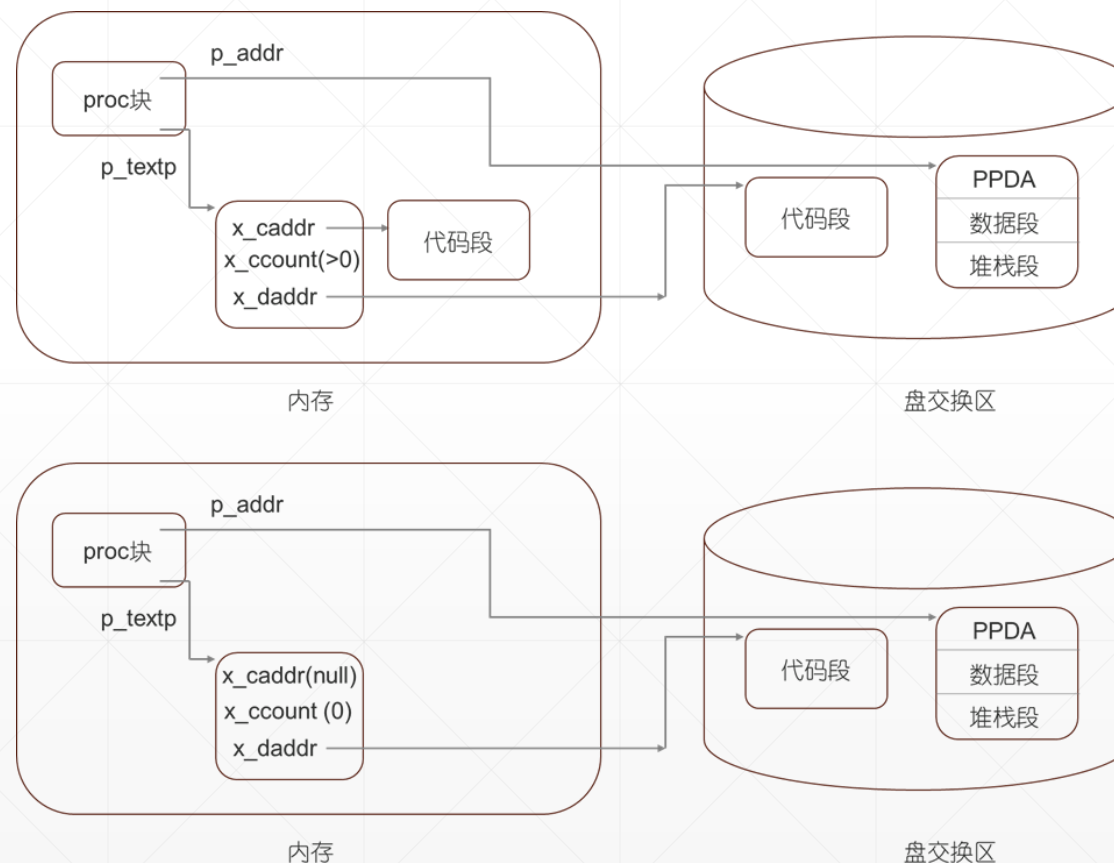 p_addr
proc块
p_textp
x_caddr
x_ccount(>0)
x_daddr
代码段
代码段
PPDA
数据段
堆栈段
内存
盘交换区
p_addr
proc块
p_textp
x_caddr(null)
x_ccount (0)
x_daddr
代码段
PPDA
数据段
堆栈段
内存
盘交换区